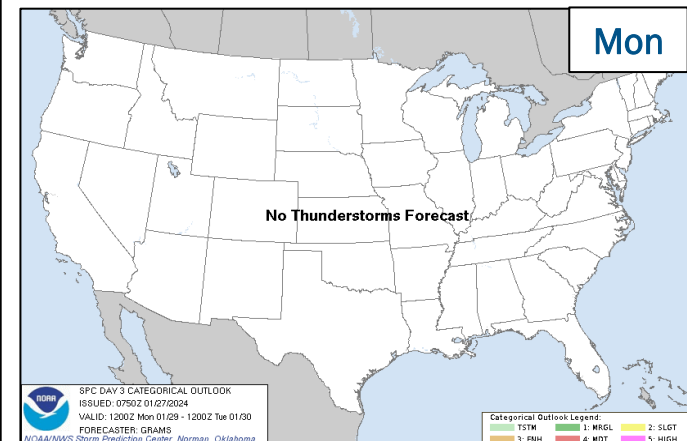 Mon
No Thunderstorms Forecast
NOAA
SPC DAY 3 CATEGORICAL OUTLOOK
ISSUED: 0750Z 01/27/2024
VALID: 1200Z Mon 01/29 - 1200Z Tue 01/30
FORECASTER: GRAMS
NOAA/NWS Storm Prediction Center, Norman, Oklahoma
Categorical Outlook Legend:
TSTM 1: MRGL 2: SLGT
3: ENH 4: MDT 5: HIGH